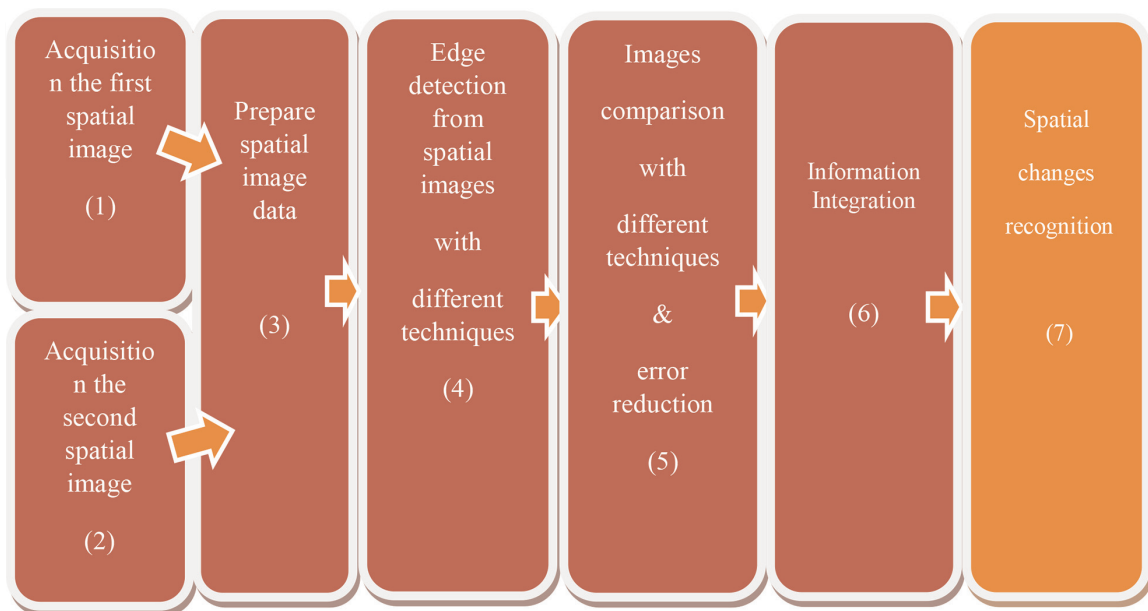 Acquisitio
n the first
spatial
image
(1)
Acquisitio
n the
second
spatial
image
(2)
Prepare
spatial
image
data
(3)
Edge
detection
from
spatial
images
with
different
techniques
(4)
Images
comparison
with
different
techniques
&
error
reduction
(5)
Information
Integration
(6)
Spatial
changes
recognition
(7)